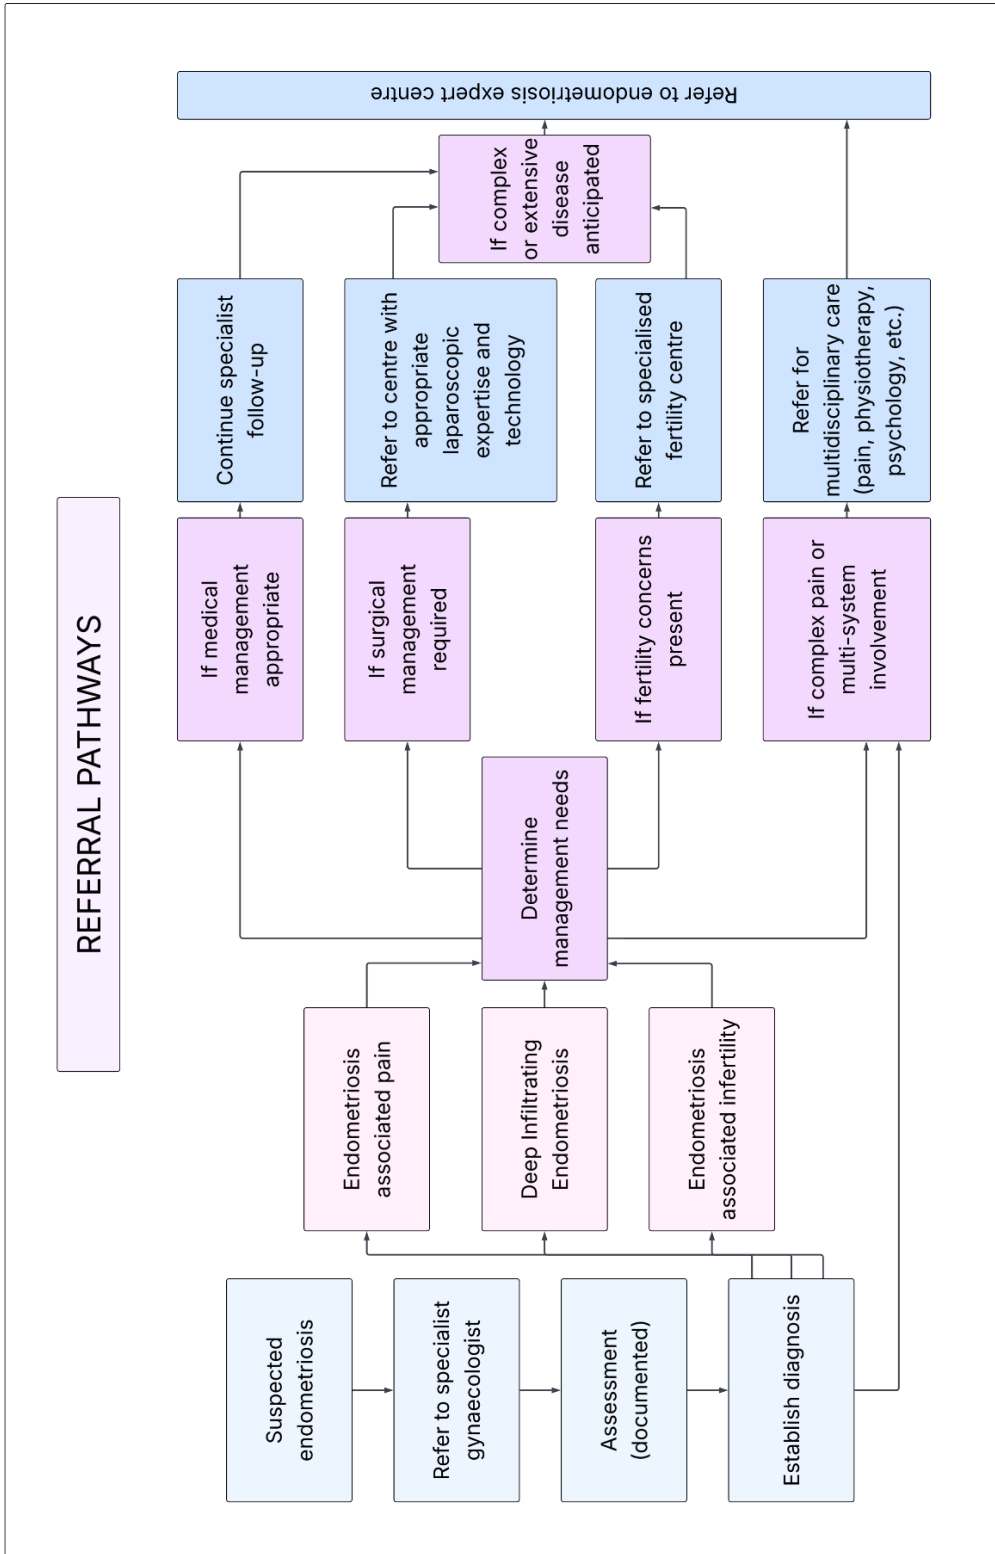 REFERRAL PATHWAYS
Suspected
endometriosis
Refer to specialist
gynaecologist
Assessment
(documented)
Establish diagnosis
Endometriosis
associated pain
Deep Infiltrating
Endometriosis
Endometriosis
associated infertility
Determine
management needs
If medical
management
appropriate
If surgical
management
required
If fertility concerns
present
If complex pain or
multi-system
involvement
Continue specialist
follow-up
Refer to centre with
appropriate
laparoscopic
expertise and
technology
Refer to specialised
fertility centre
Refer for
multidisciplinary care
(pain, physiotherapy,
psychology, etc.)
If complex
or extensive
disease
anticipated
Refer to endometriosis expert centre